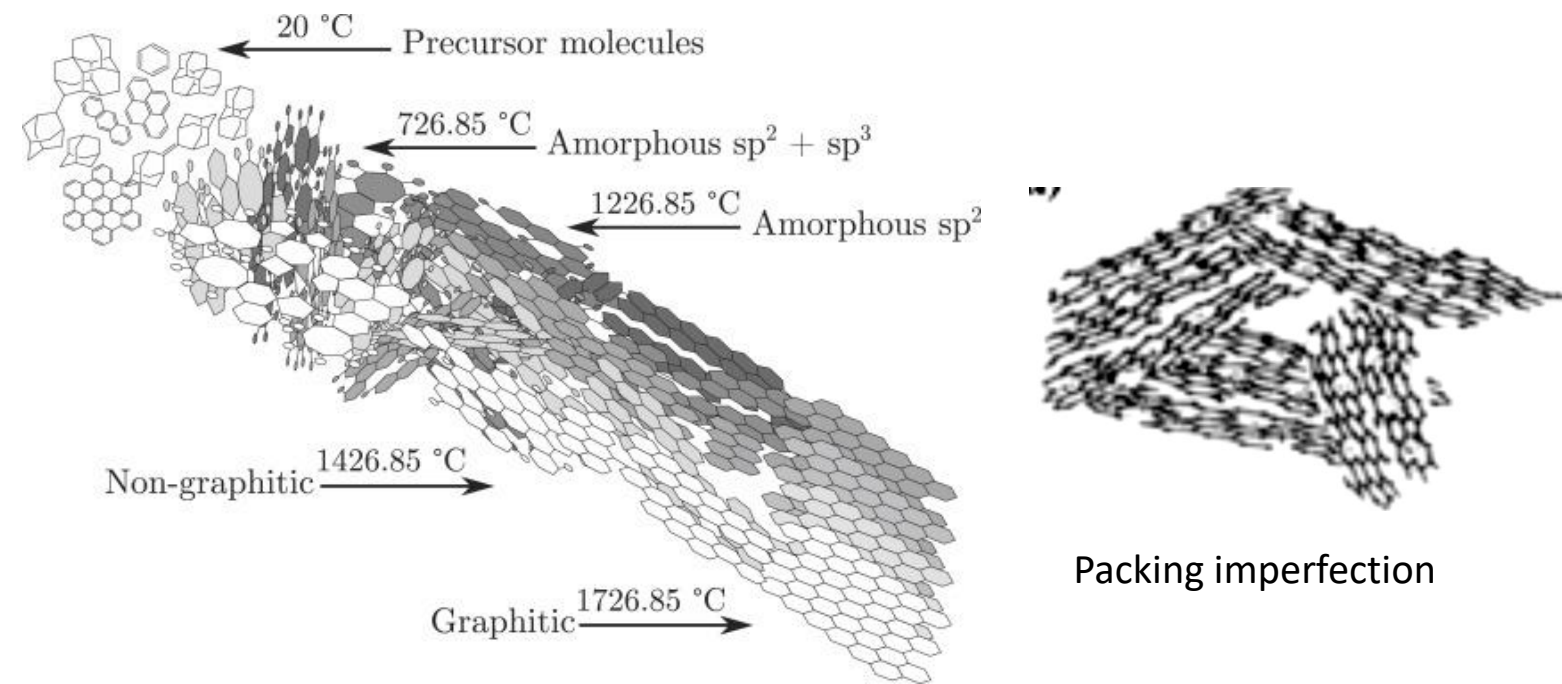 20 °C
Precursor molecules
726.85 °C
Amorphous sp² + sp³
1226.85 °C
Amorphous sp²
1426.85 °C
Non-graphitic
1726.85 °C
Graphitic
Packing imperfection